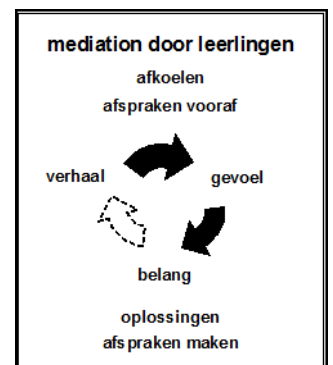 mediation door leerlingen
afkoelen
afspraken vooraf
verhaal
gevoel
belang
oplossingen
afspraken maken